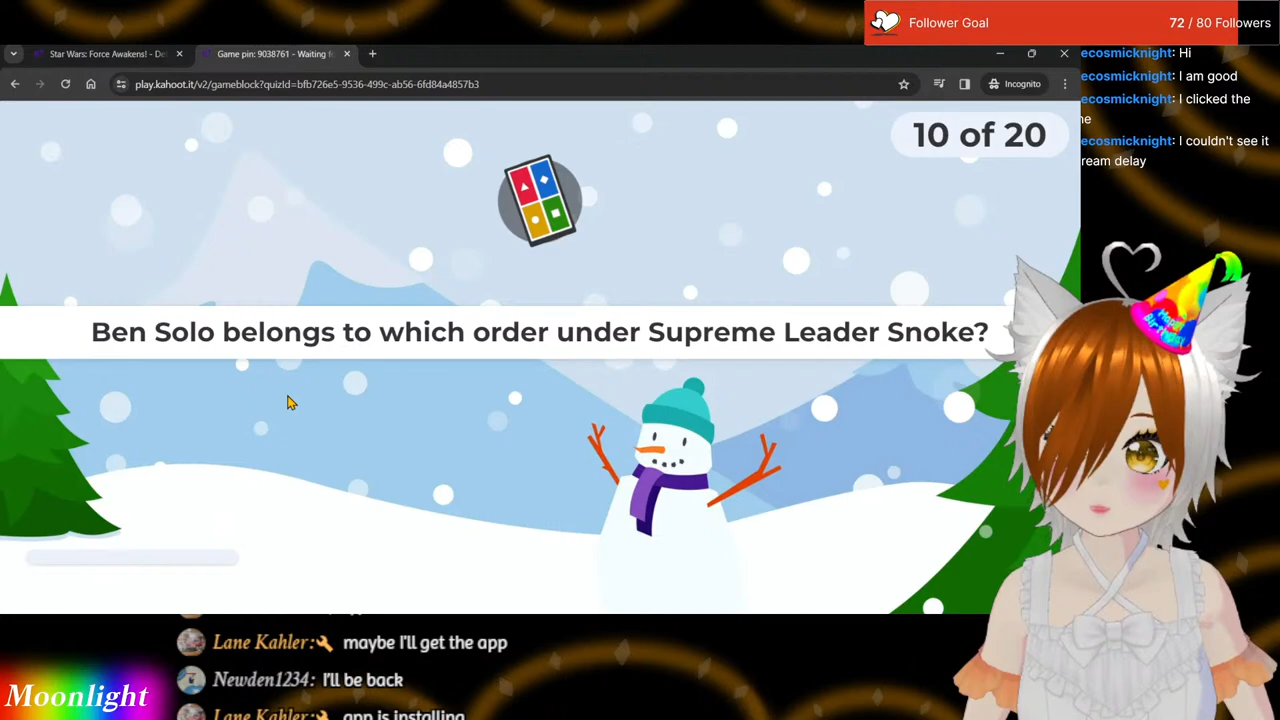 Follower Goal
72 / 80 Followers
Star Wars: Force Awakens! - De
Game pin: 9038761 - Waiting f
play.kahoot.it/v2/gameblock?quizId=bfb726e5-9536-499c-ab56-6fd84a4857b3
Incognito
ecosmicknight: Hi
ecosmicknight: I am good
ecosmicknight: I clicked the
ne
ecosmicknight: I couldn't see it
ream delay
10 of 20
Ben Solo belongs to which order under Supreme Leader Snoke?
Happy Birthday
Lane Kahler: maybe I'll get the app
Newden1234: I'll be back
Lane Kahler: app is installing
Moonlight